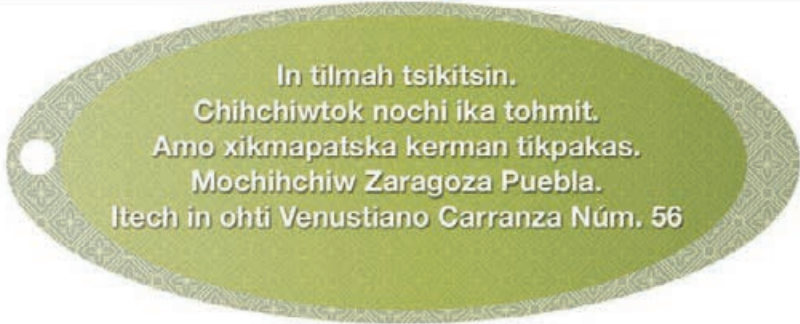 In tilmah tsikitsin.
Chihchiwtok nochi ika tohmit.
Amo xikmapatska kerman tikpakas.
Mochihchiw Zaragoza Puebla.
Itech in ohti Venustiano Carranza Núm. 56